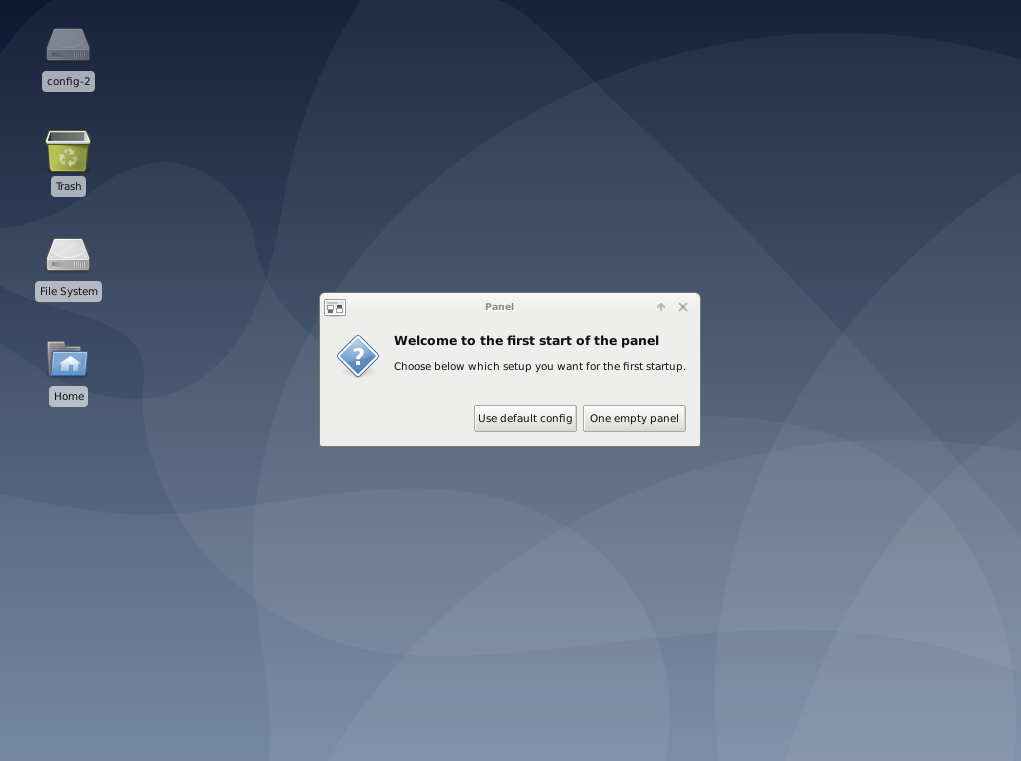 config-2
Trash
File System
Home
Panel
Welcome to the first start of the panel
Choose below which setup you want for the first startup.
Use default config
One empty panel